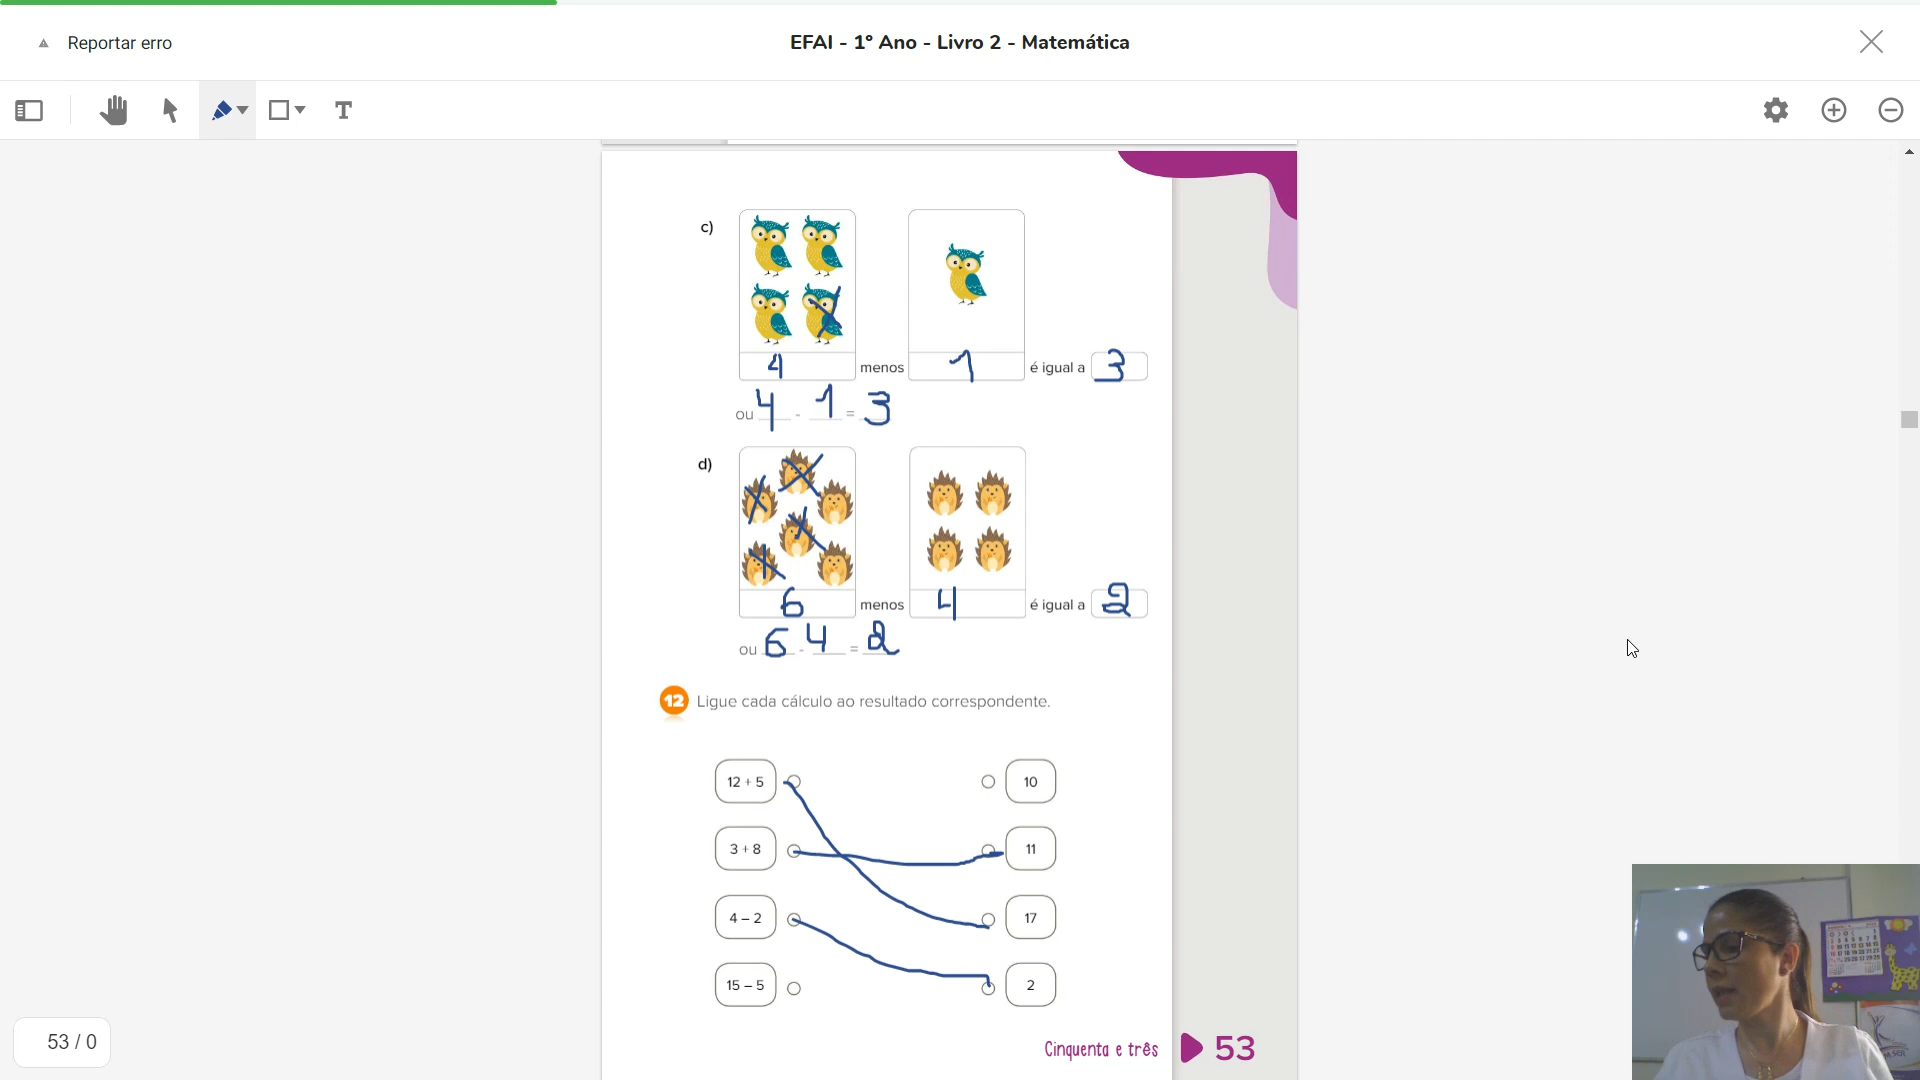 Reportar erro
EFAI - 1º Ano - Livro 2 - Matemática
T
c)
4 menos 1 é igual a 3
ou 4 - 1 = 3
d)
6 menos 4 é igual a 2
ou 6 - 4 = 2
12 Ligue cada cálculo ao resultado correspondente.
12 + 5 10
3 + 8 11
4 – 2 17
15 – 5 2
53 / 0
Cinquenta e três 53